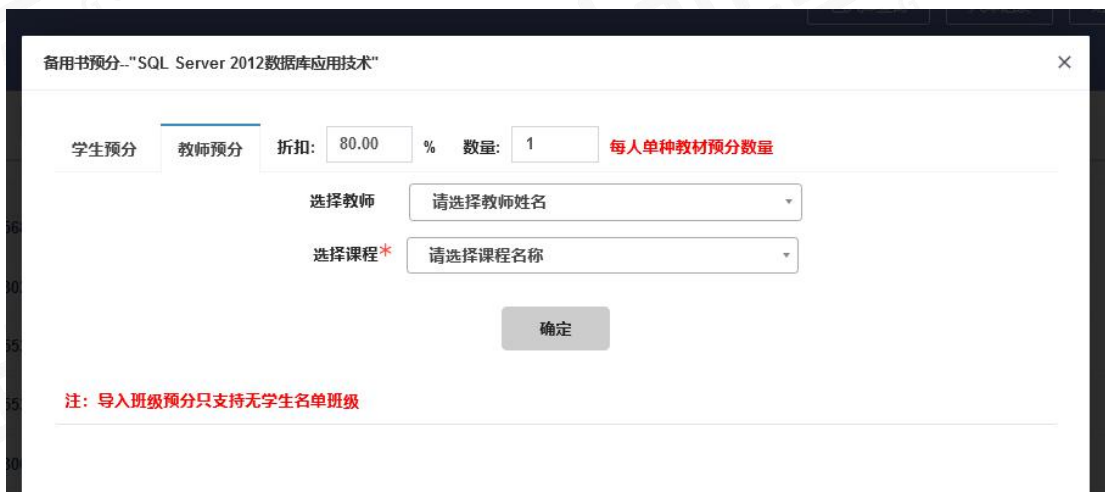 备用书预分--"SQL Server 2012数据库应用技术"
×
学生预分 教师预分 折扣: 80.00 % 数量: 1 每人单种教材预分数量
选择教师 请选择教师姓名
选择课程* 请选择课程名称
确定
注：导入班级预分只支持无学生名单班级